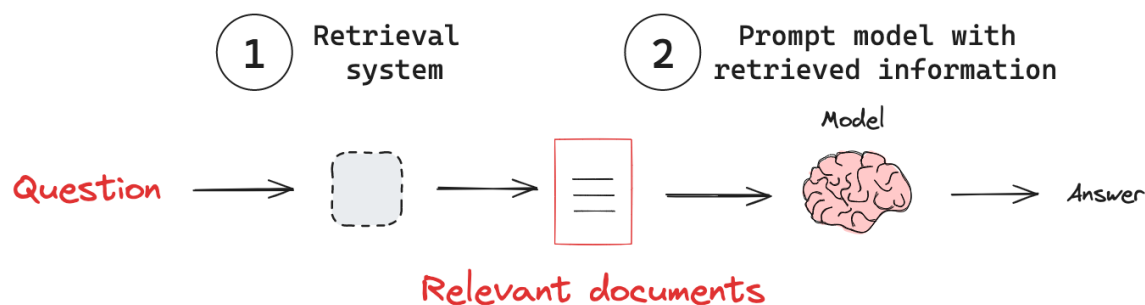 1
Retrieval
system
2
Prompt model with
retrieved information
Model
Question
Answer
Relevant documents